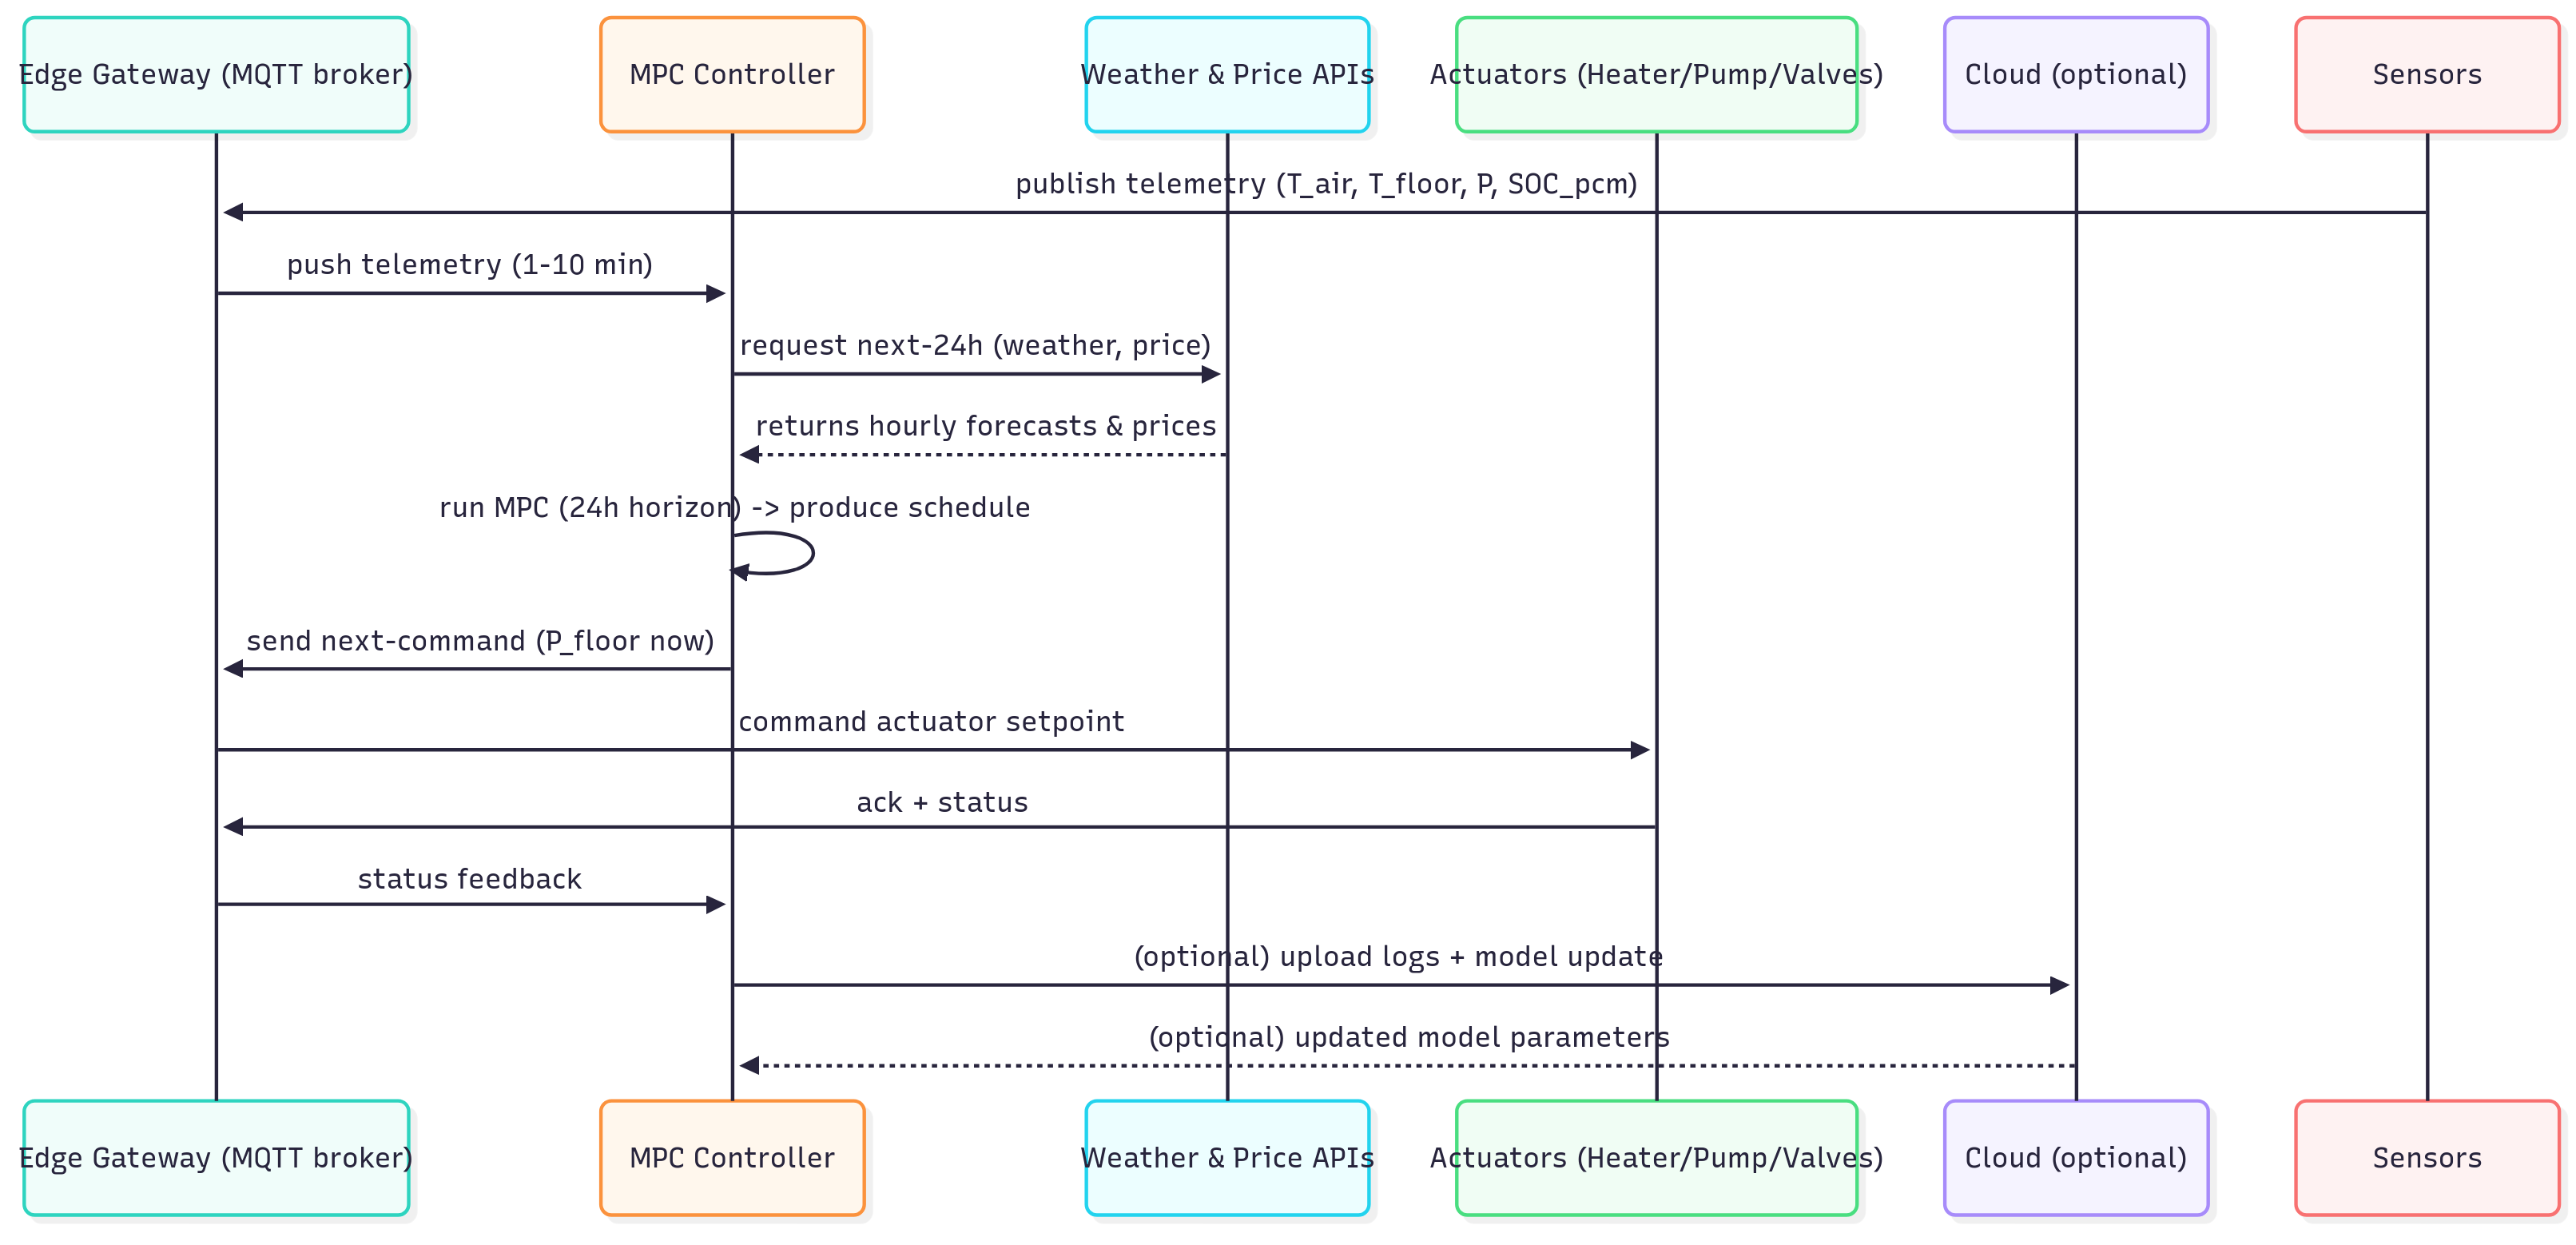 Edge Gateway (MQTT broker)
MPC Controller
Weather & Price APIs
Actuators (Heater/Pump/Valves)
Cloud (optional)
Sensors
publish telemetry (T_air, T_floor, P, SOC_pcm)
push telemetry (1-10 min)
request next-24h (weather, price)
returns hourly forecasts & prices
run MPC (24h horizon) -> produce schedule
send next-command (P_floor now)
command actuator setpoint
ack + status
status feedback
(optional) upload logs + model update
(optional) updated model parameters
Edge Gateway (MQTT broker)
MPC Controller
Weather & Price APIs
Actuators (Heater/Pump/Valves)
Cloud (optional)
Sensors